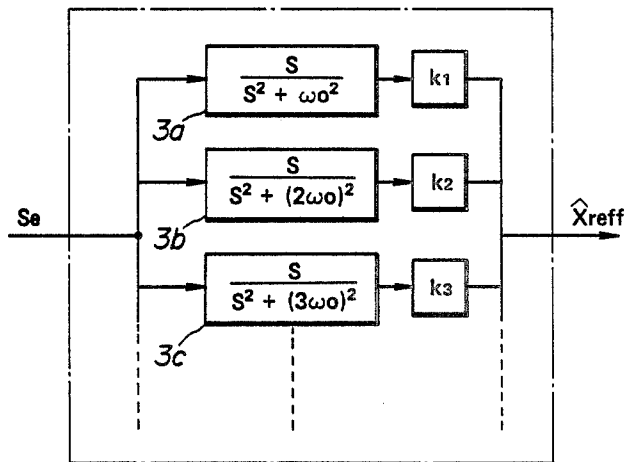 S
S² + ωo²
k1
3a
S
S² + (2ωo)²
k2
3b
Se
X̂reff
S
S² + (3ωo)²
k3
3c